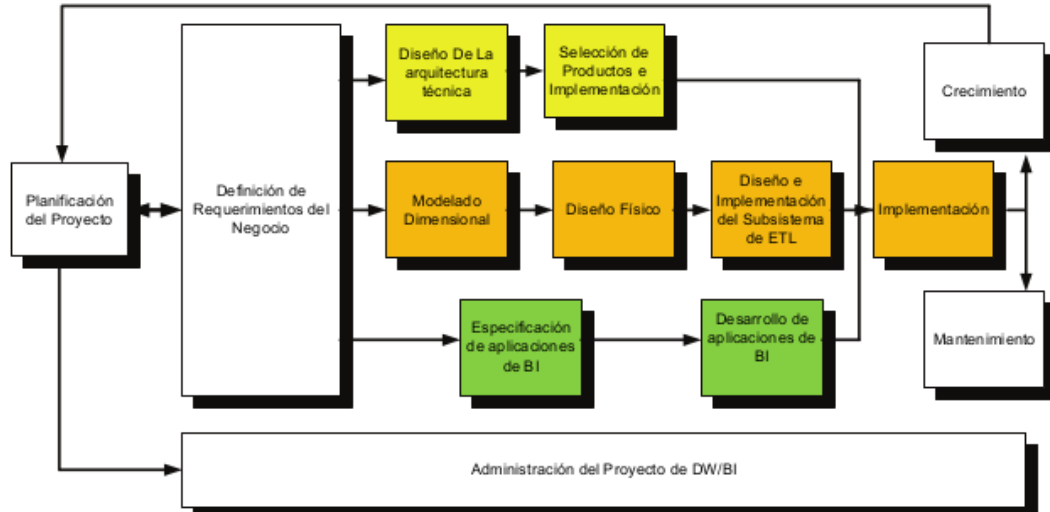 Diseño De La
arquitectura
técnica
Selección de
Productos e
Implementación
Crecimiento
Planificación
del Proyecto
Definición de
Requerimientos del
Negocio
Modelado
Dimensional
Diseño Físico
Diseño e
Implementación
del Subsistema
de ETL
Implementación
Especificación
de aplicaciones
de BI
Desarrollo de
aplicaciones de
BI
Mantenimiento
Administración del Proyecto de DW/BI